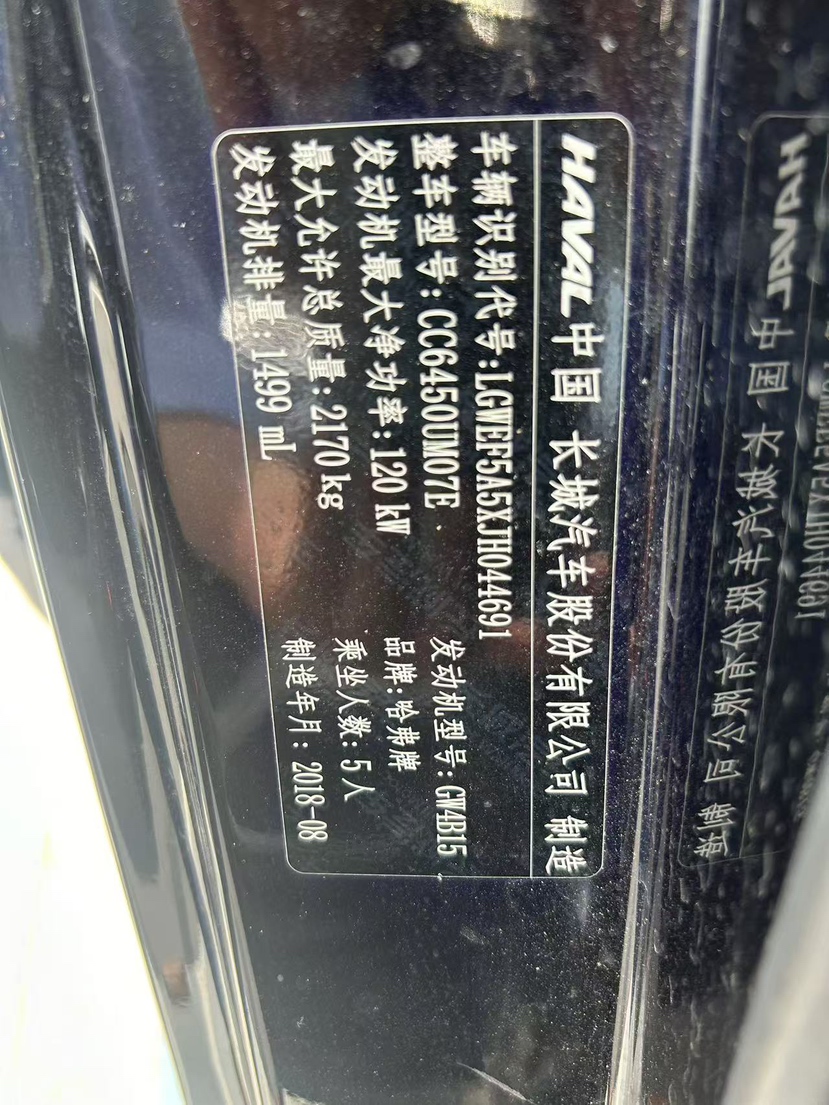 HAVAL 中国 长城汽车股份有限公司 制造
车辆识别代号:LGWEF5A5XJH044691
整车型号:CC6450UM07E 发动机型号:GW4B15
发动机最大净功率:120 kW 品牌:哈弗牌
最大允许总质量:2170 kg 乘坐人数:5人
发动机排量:1499 mL 制造年月:2018-08